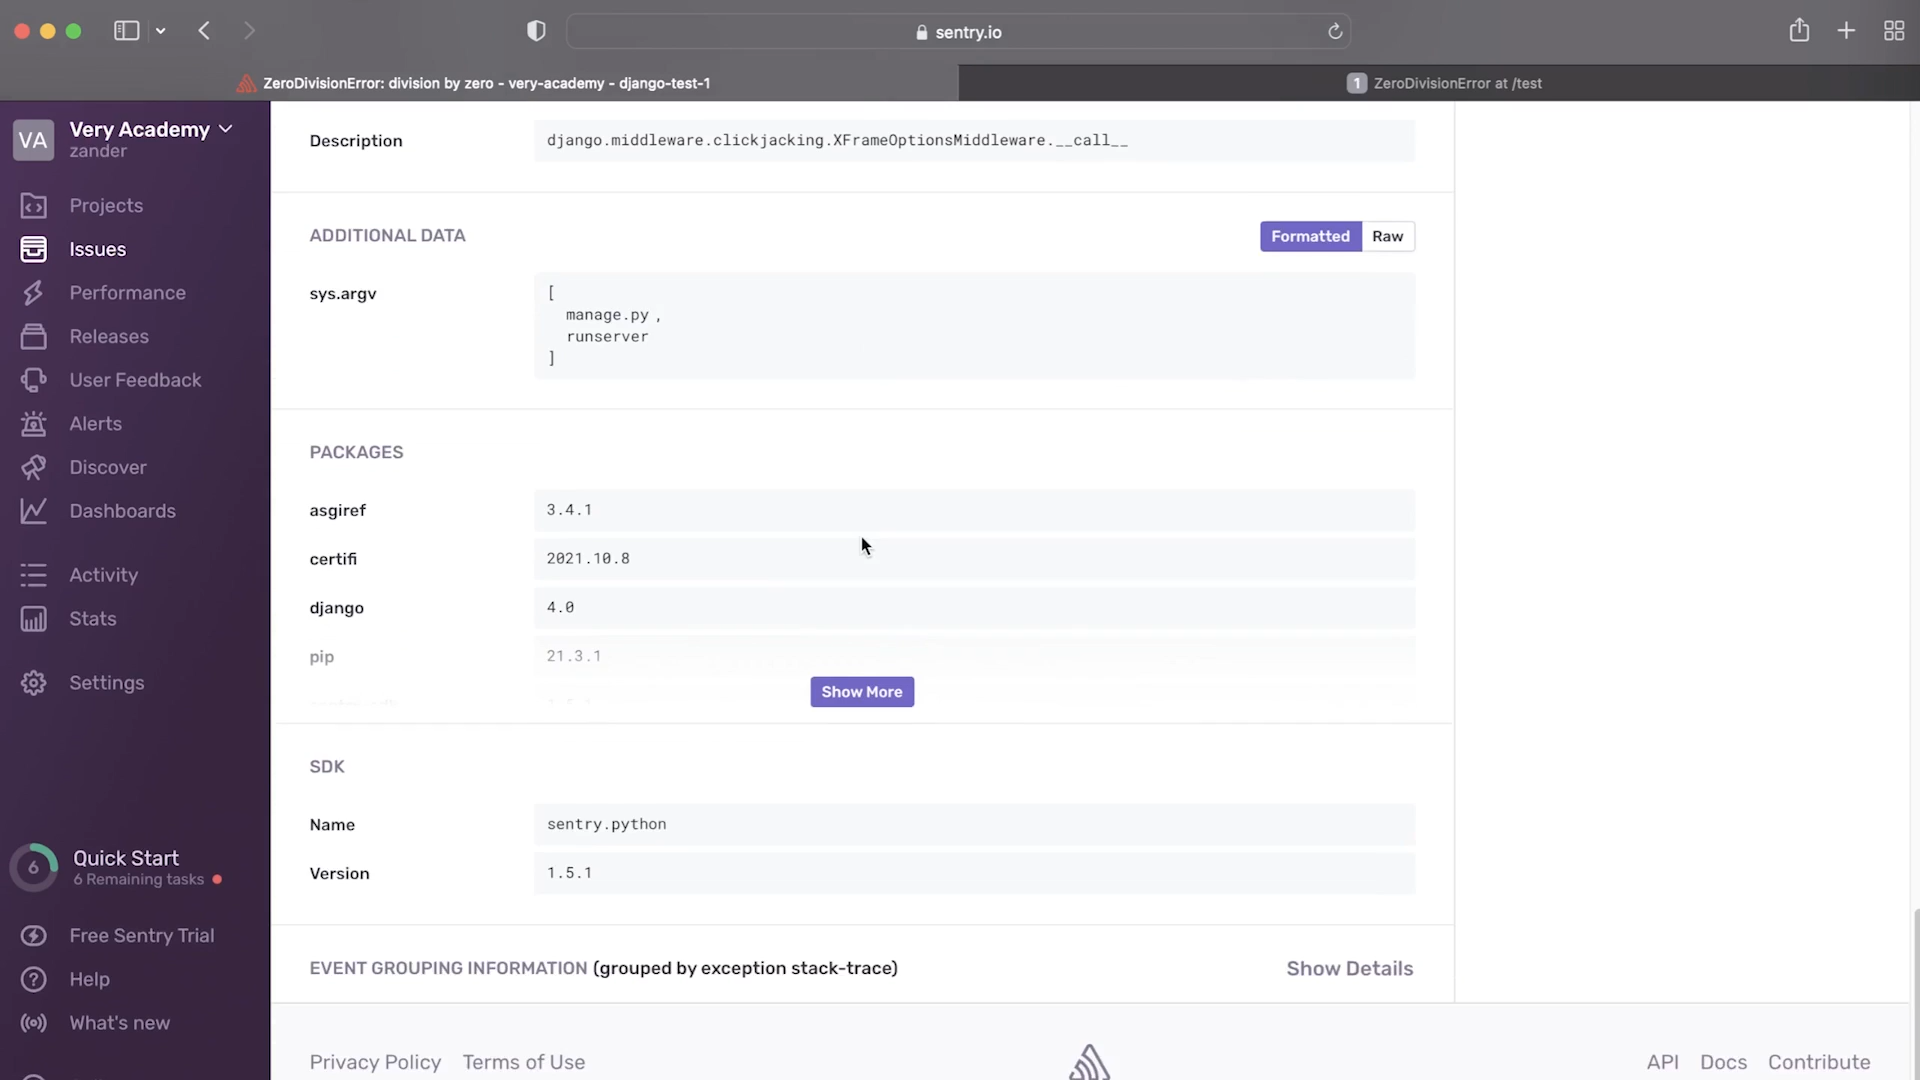 sentry.io
ZeroDivisionError: division by zero - very-academy - django-test-1
1 ZeroDivisionError at /test
VA
Very Academy
zander
Projects
Issues
Performance
Releases
User Feedback
Alerts
Discover
Dashboards
Activity
Stats
Settings
6
Quick Start
6 Remaining tasks
Free Sentry Trial
Help
What's new
Description django.middleware.clickjacking.XFrameOptionsMiddleware.__call__
ADDITIONAL DATA Formatted Raw
sys.argv [
manage.py ,
runserver
]
PACKAGES
asgiref 3.4.1
certifi 2021.10.8
django 4.0
pip 21.3.1
Show More
SDK
Name sentry.python
Version 1.5.1
EVENT GROUPING INFORMATION (grouped by exception stack-trace) Show Details
Privacy Policy Terms of Use API Docs Contribute